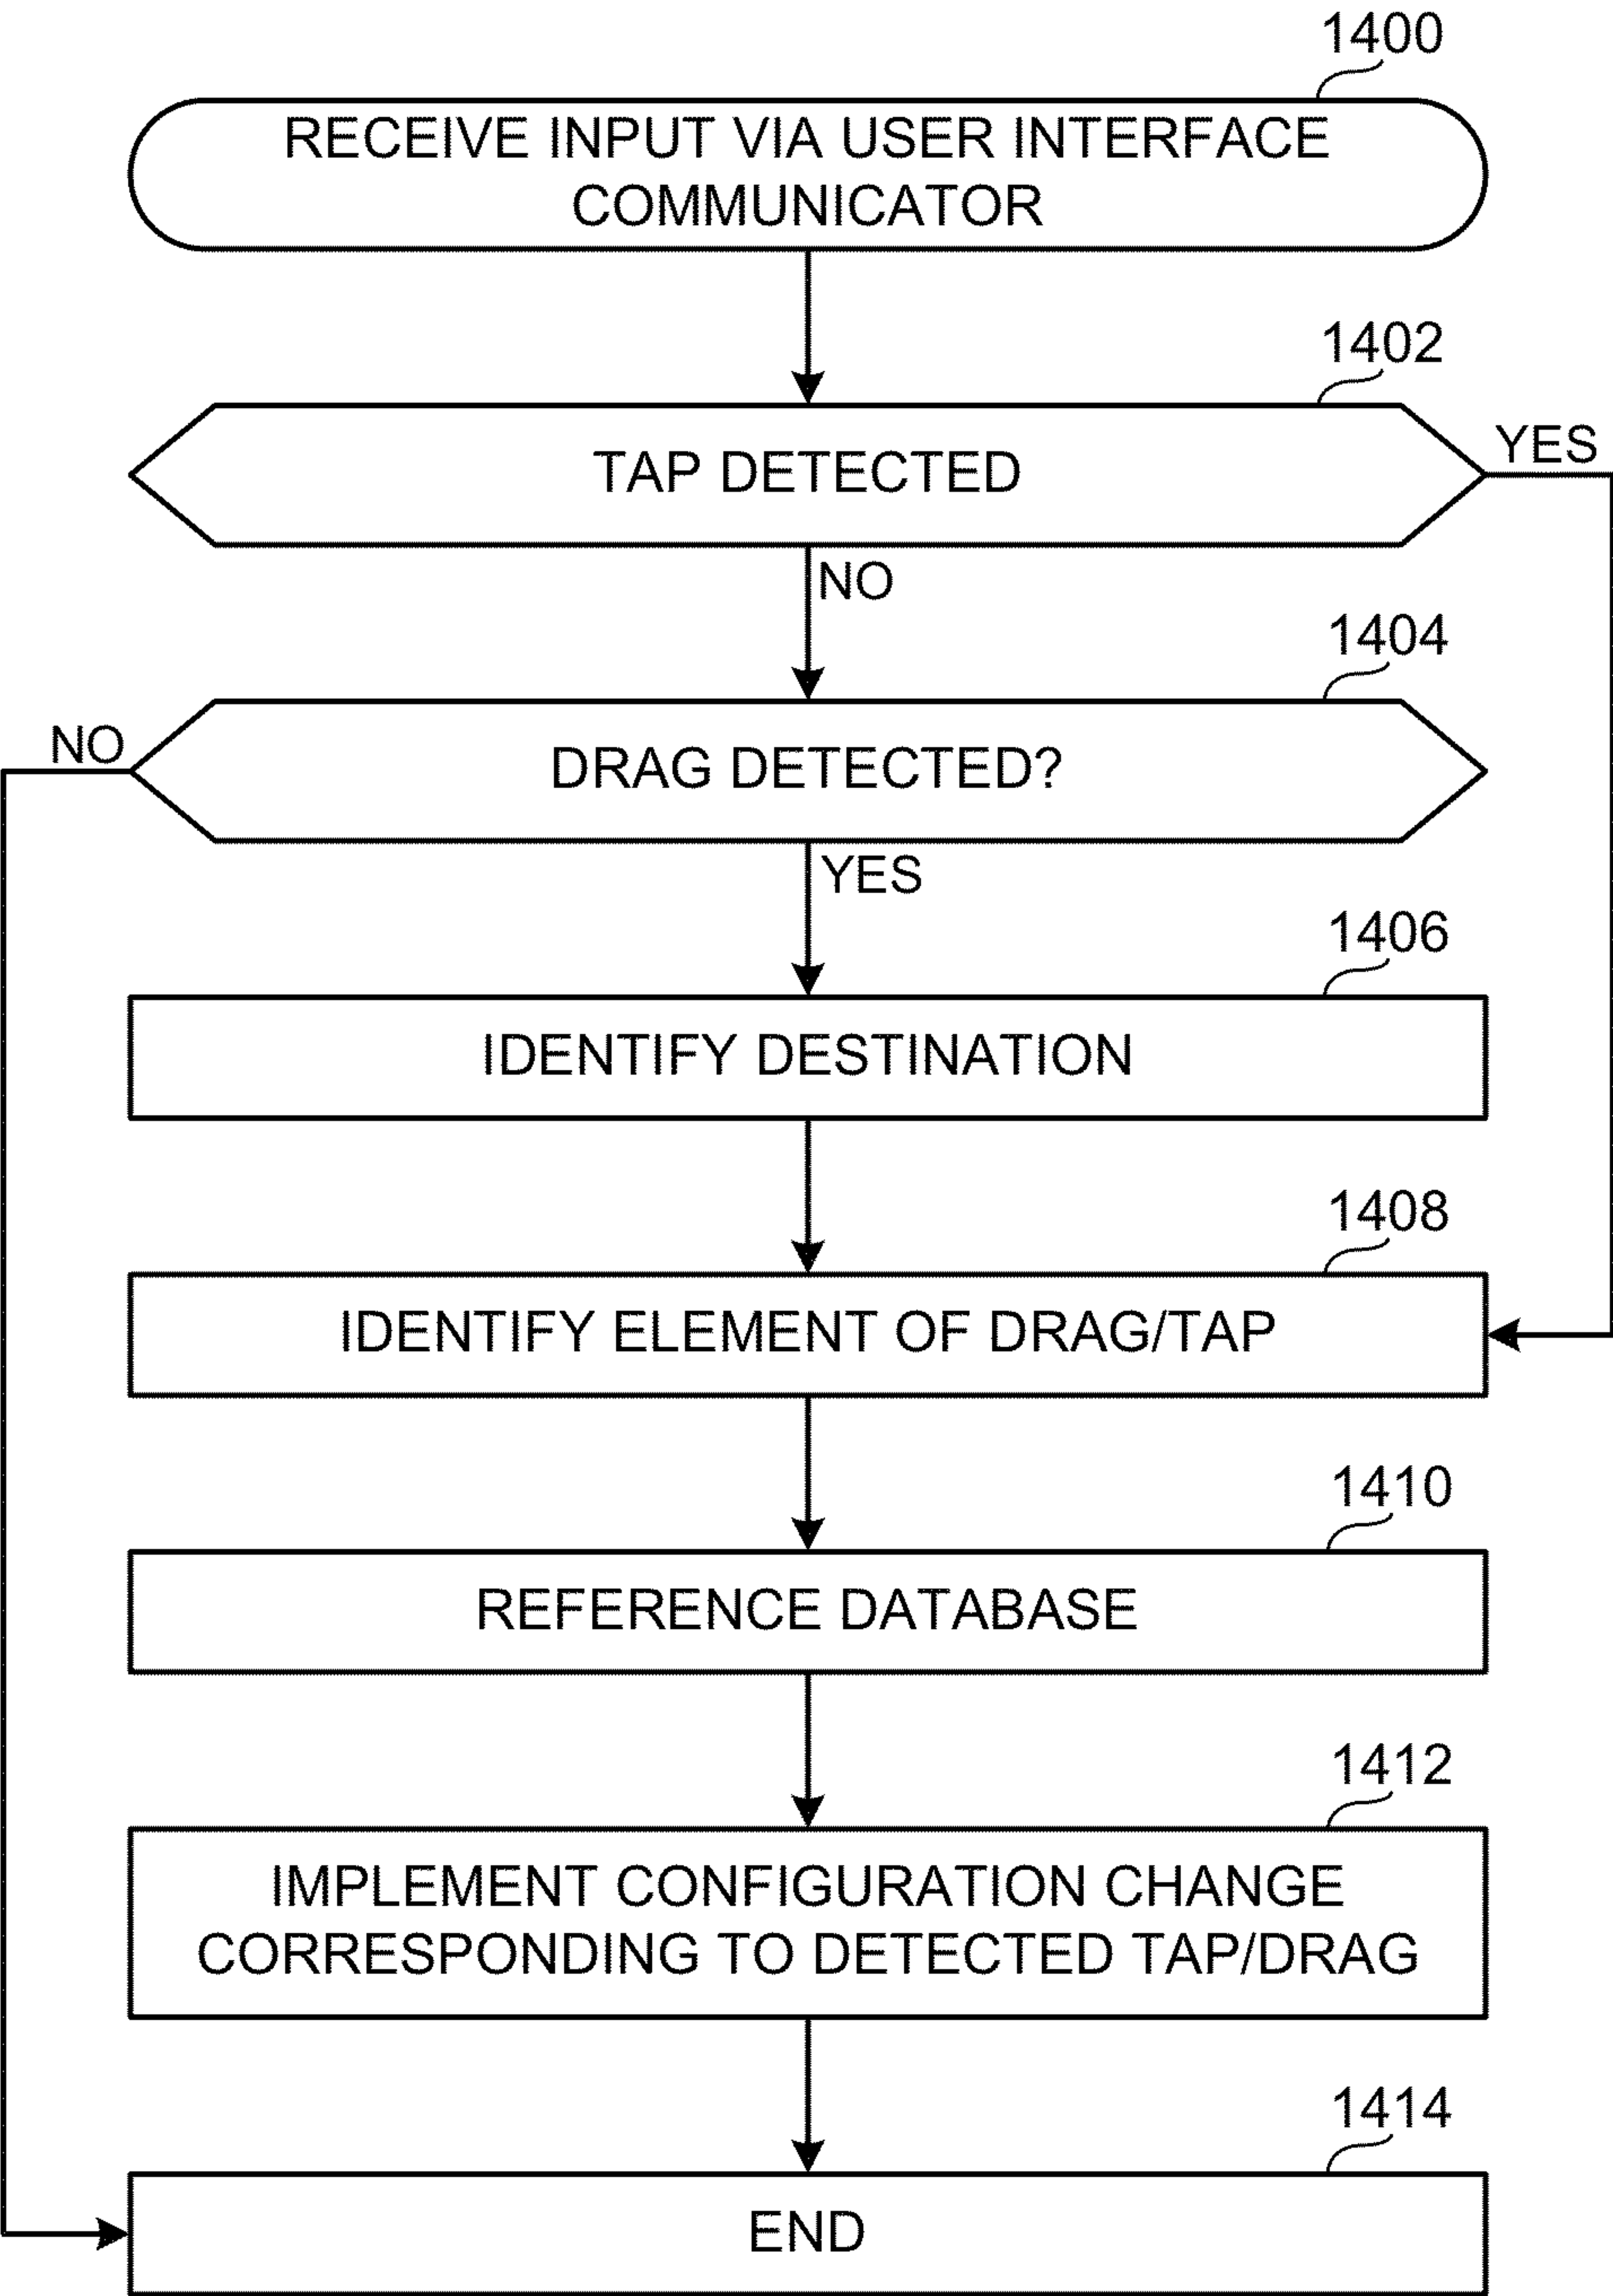 1400
RECEIVE INPUT VIA USER INTERFACE
COMMUNICATOR
1402
TAP DETECTED
YES
NO
1404
NO
DRAG DETECTED?
YES
1406
IDENTIFY DESTINATION
1408
IDENTIFY ELEMENT OF DRAG/TAP
1410
REFERENCE DATABASE
1412
IMPLEMENT CONFIGURATION CHANGE
CORRESPONDING TO DETECTED TAP/DRAG
1414
END